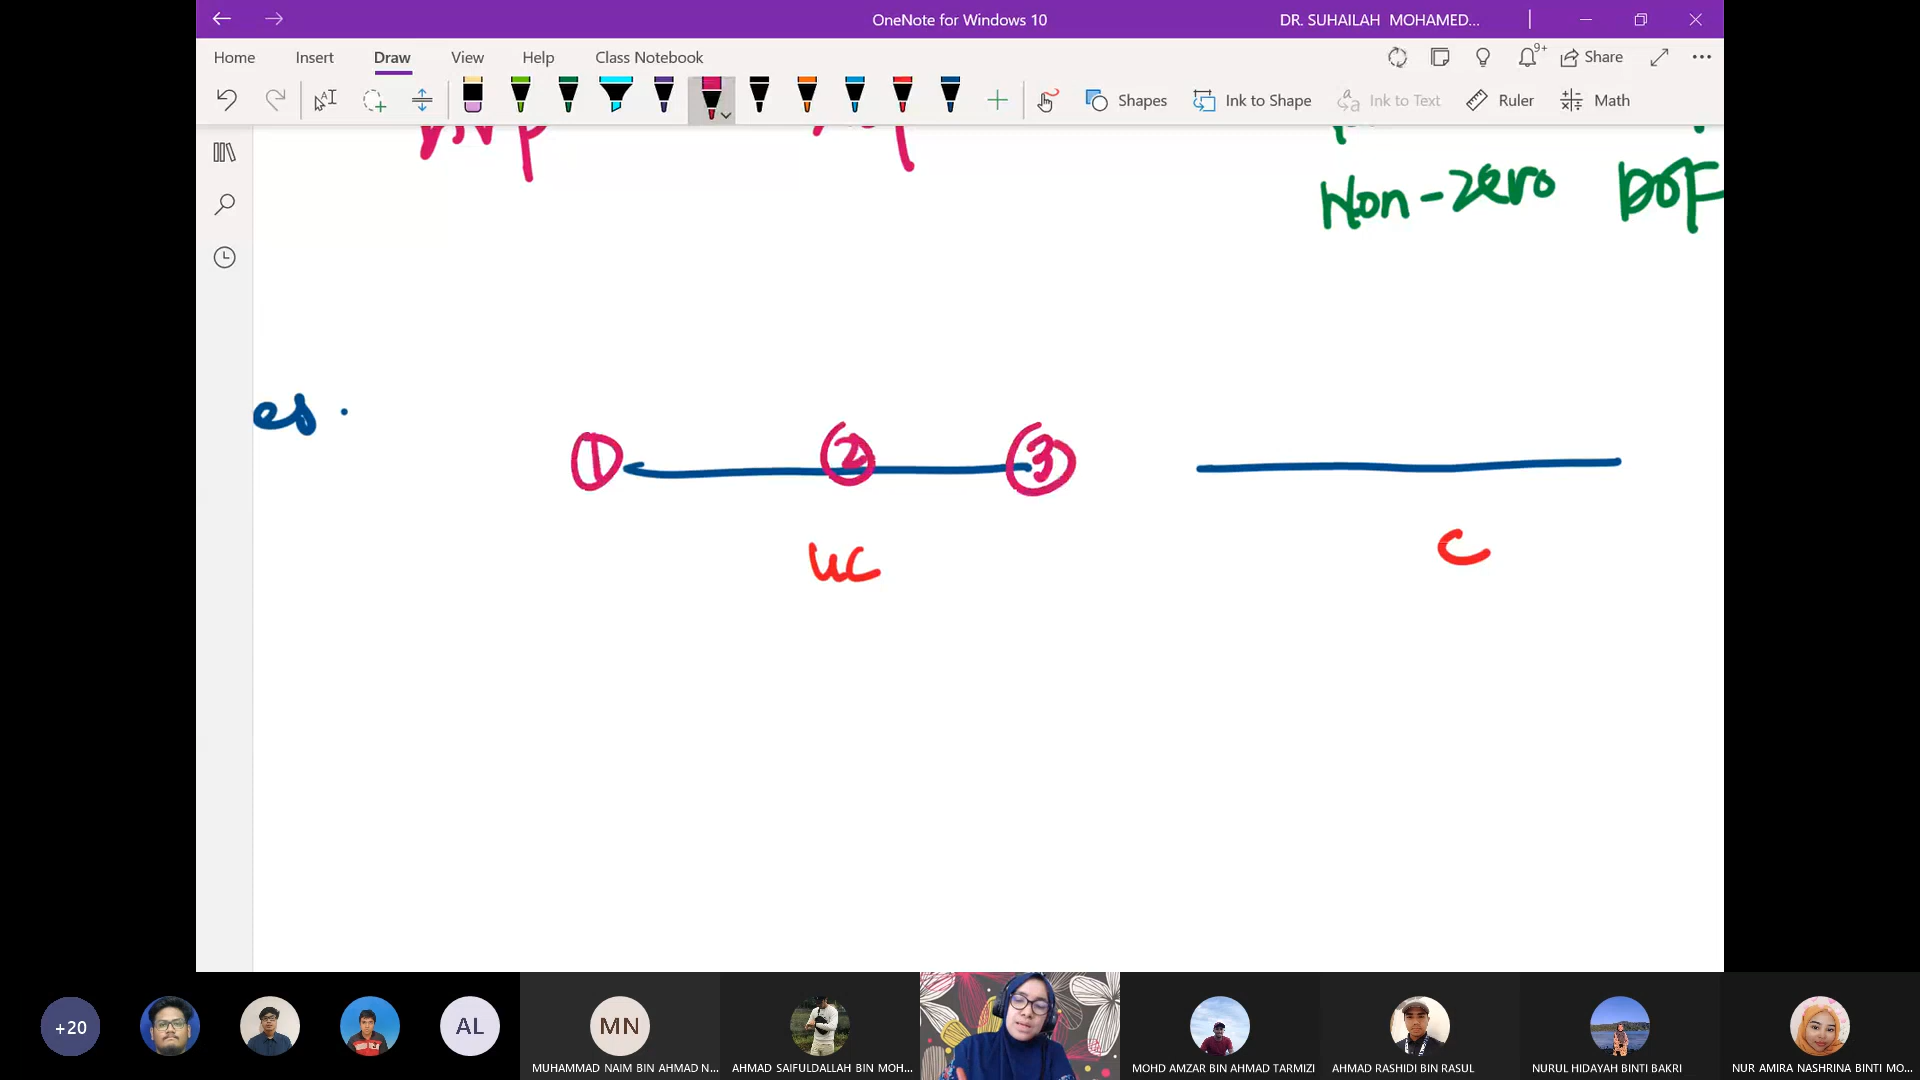 OneNote for Windows 10
DR. SUHAILAH MOHAMED...
Home Insert Draw View Help Class Notebook
9+ Share
Shapes Ink to Shape Ink to Text Ruler Math
Non-zero DOF
es.
1 2 3
uc c
+20
AL
MN
MUHAMMAD NAIM BIN AHMAD N...
AHMAD SAIFULDALLAH BIN MOH...
MOHD AMZAR BIN AHMAD TARMIZI
AHMAD RASHIDI BIN RASUL
NURUL HIDAYAH BINTI BAKRI
NUR AMIRA NASHRINA BINTI MO...